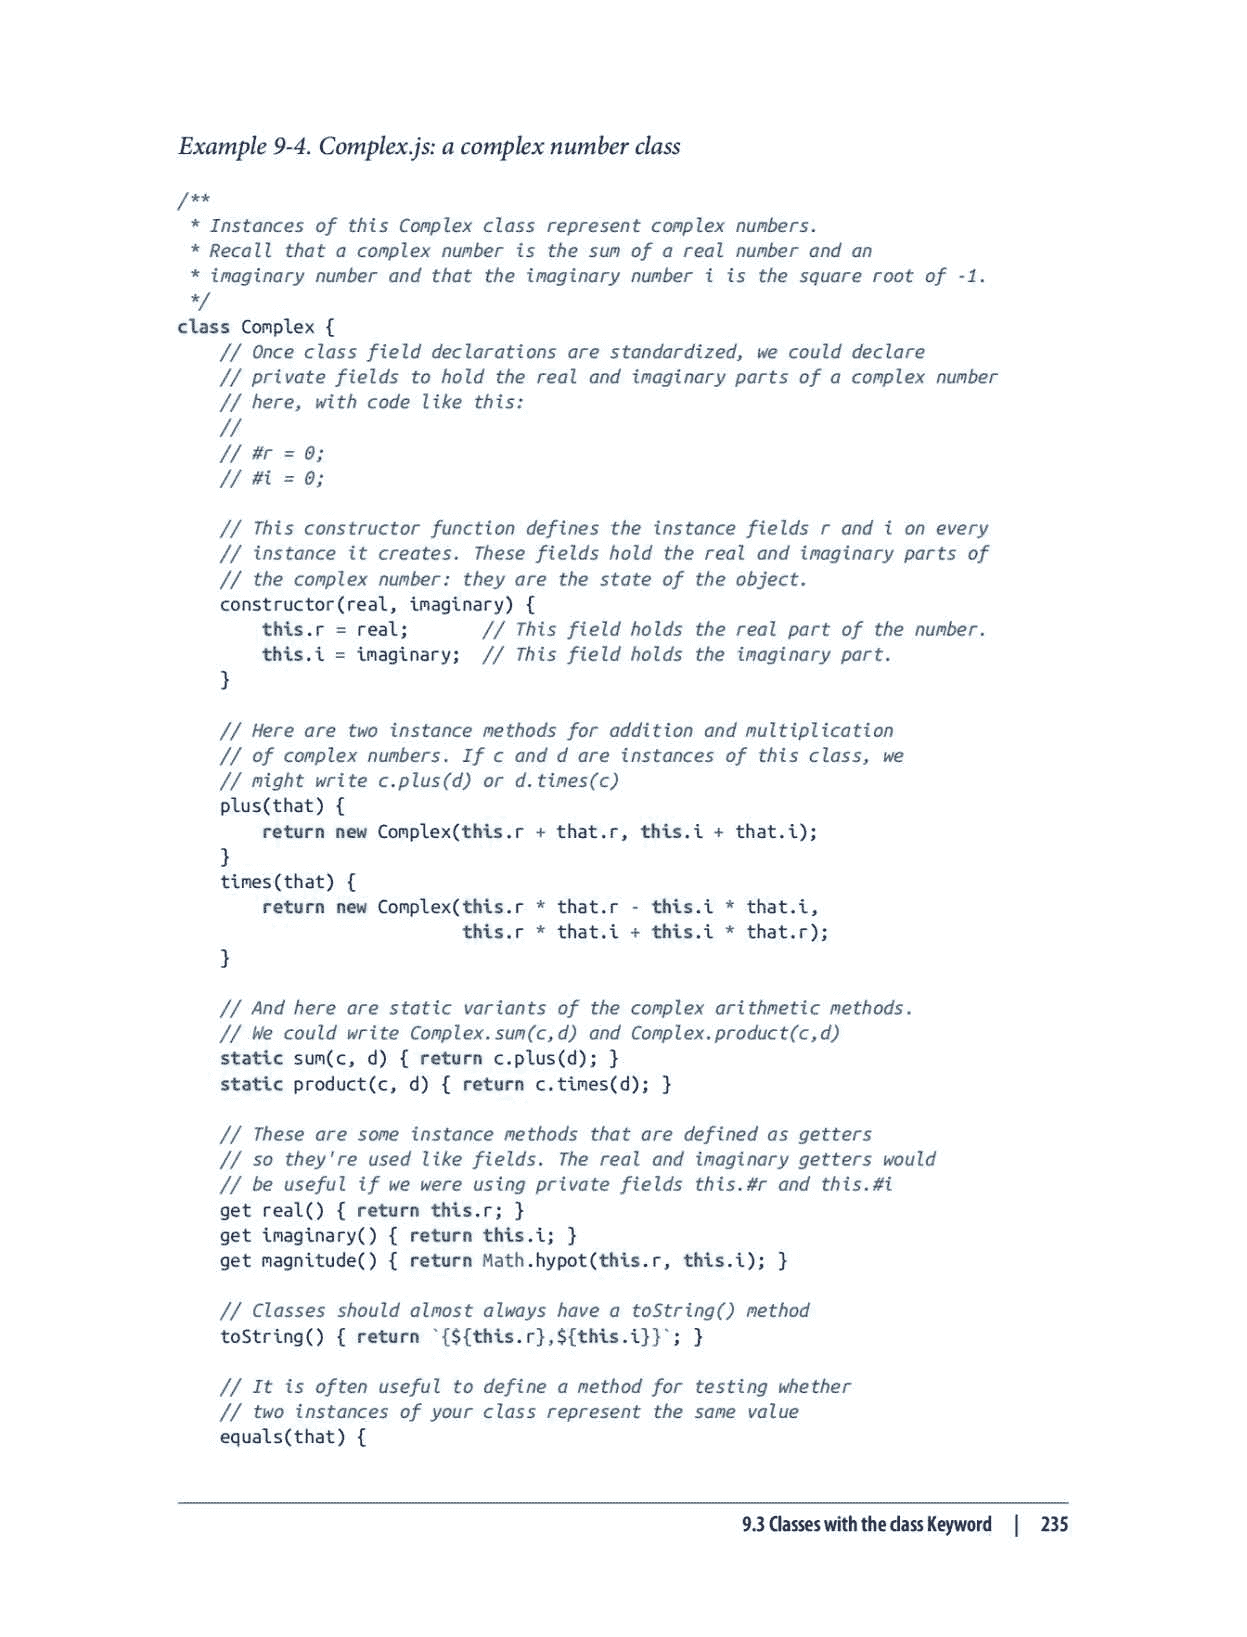 Example 9-4. Complex.js: a complex number class
/**
 * Instances of this Complex class represent complex numbers.
 * Recall that a complex number is the sum of a real number and an
 * imaginary number and that the imaginary number i is the square root of -1.
 */
class Complex {
    // Once class field declarations are standardized, we could declare
    // private fields to hold the real and imaginary parts of a complex number
    // here, with code like this:
    //
    // #r = 0;
    // #i = 0;

    // This constructor function defines the instance fields r and i on every
    // instance it creates. These fields hold the real and imaginary parts of
    // the complex number: they are the state of the object.
    constructor(real, imaginary) {
        this.r = real;       // This field holds the real part of the number.
        this.i = imaginary;  // This field holds the imaginary part.
    }

    // Here are two instance methods for addition and multiplication
    // of complex numbers. If c and d are instances of this class, we
    // might write c.plus(d) or d.times(c)
    plus(that) {
        return new Complex(this.r + that.r, this.i + that.i);
    }
    times(that) {
        return new Complex(this.r * that.r - this.i * that.i,
                           this.r * that.i + this.i * that.r);
    }

    // And here are static variants of the complex arithmetic methods.
    // We could write Complex.sum(c,d) and Complex.product(c,d)
    static sum(c, d) { return c.plus(d); }
    static product(c, d) { return c.times(d); }

    // These are some instance methods that are defined as getters
    // so they're used like fields. The real and imaginary getters would
    // be useful if we were using private fields this.#r and this.#i
    get real() { return this.r; }
    get imaginary() { return this.i; }
    get magnitude() { return Math.hypot(this.r, this.i); }

    // Classes should almost always have a toString() method
    toString() { return `{${this.r},${this.i}}`; }

    // It is often useful to define a method for testing whether
    // two instances of your class represent the same value
    equals(that) {
9.3 Classes with the class Keyword | 235